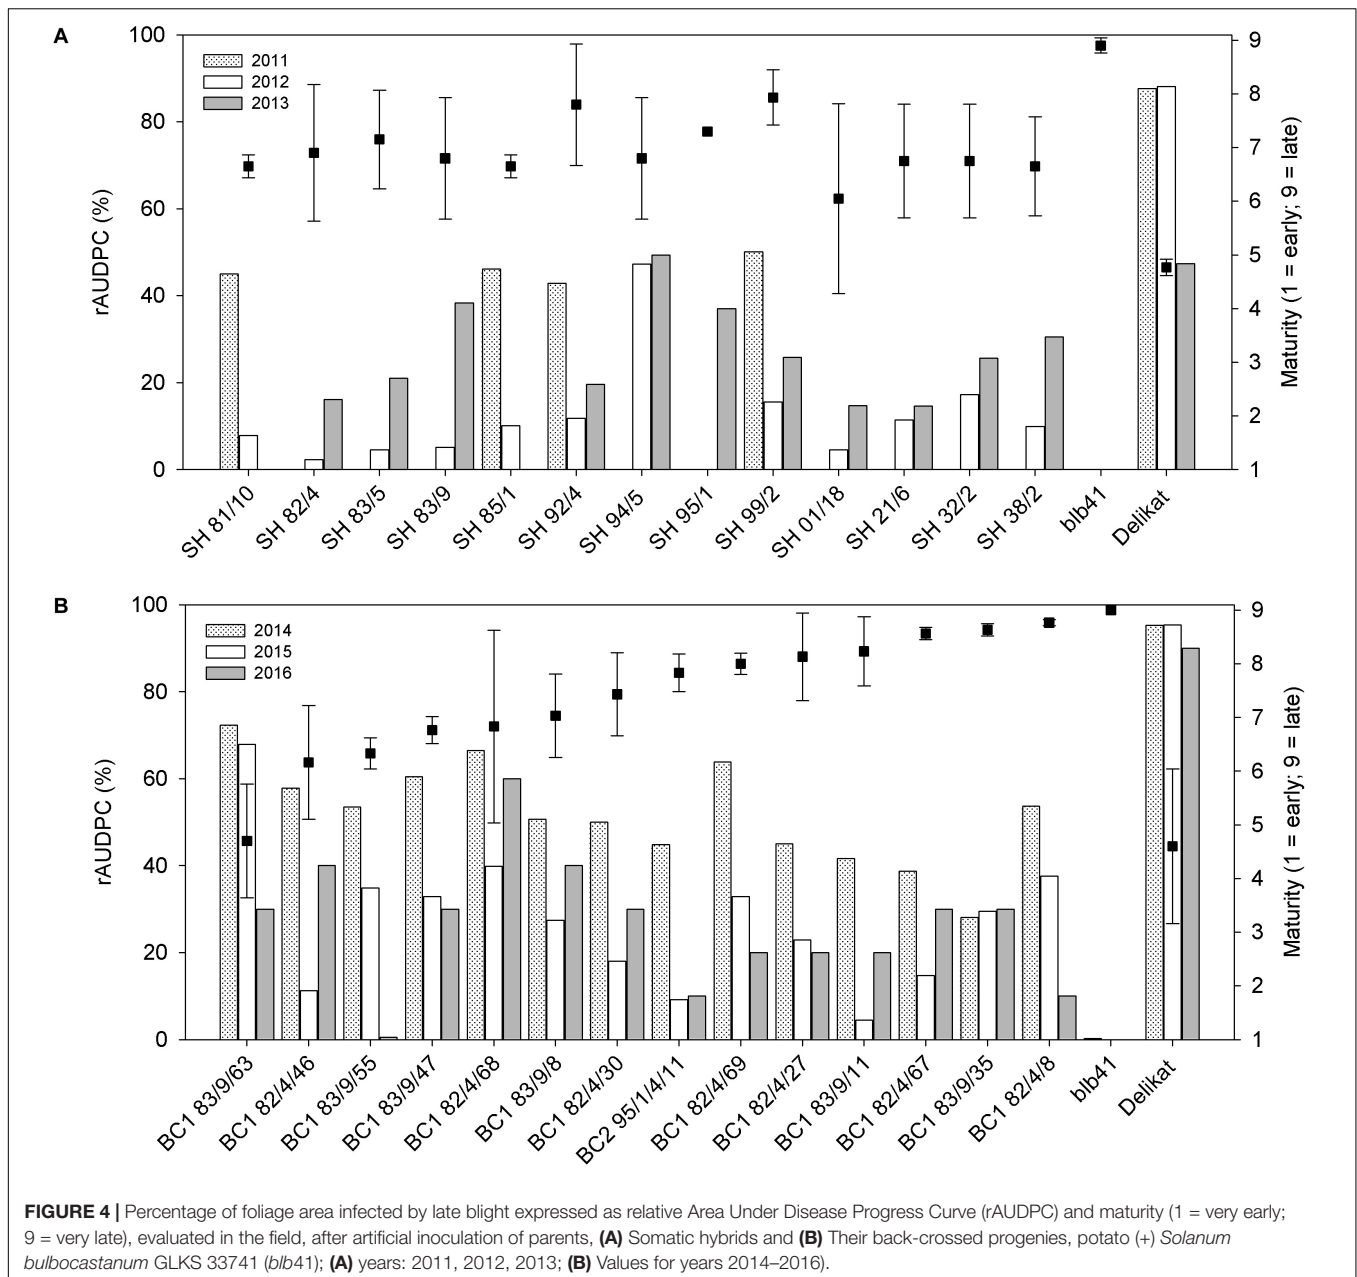 A
100
80
60
40
20
0
rAUDPC (%)
2011
2012
2013
9
8
7
6
5
4
3
2
1
Maturity (1 = early; 9 = late)
SH 81/10
SH 82/4
SH 83/5
SH 83/9
SH 85/1
SH 92/4
SH 94/5
SH 95/1
SH 99/2
SH 01/18
SH 21/6
SH 32/2
SH 38/2
blb41
Delikat
B
100
80
60
40
20
0
rAUDPC (%)
2014
2015
2016
9
8
7
6
5
4
3
2
1
Maturity (1 = early; 9 = late)
BC1 83/9/63
BC1 82/4/46
BC1 83/9/55
BC1 83/9/47
BC1 82/4/68
BC1 83/9/8
BC1 82/4/30
BC2 95/1/4/11
BC1 82/4/69
BC1 82/4/27
BC1 83/9/11
BC1 82/4/67
BC1 83/9/35
BC1 82/4/8
blb41
Delikat
FIGURE 4 | Percentage of foliage area infected by late blight expressed as relative Area Under Disease Progress Curve (rAUDPC) and maturity (1 = very early;
9 = very late), evaluated in the field, after artificial inoculation of parents, (A) Somatic hybrids and (B) Their back-crossed progenies, potato (+) Solanum
bulbocastanum GLKS 33741 (blb41); (A) years: 2011, 2012, 2013; (B) Values for years 2014–2016).